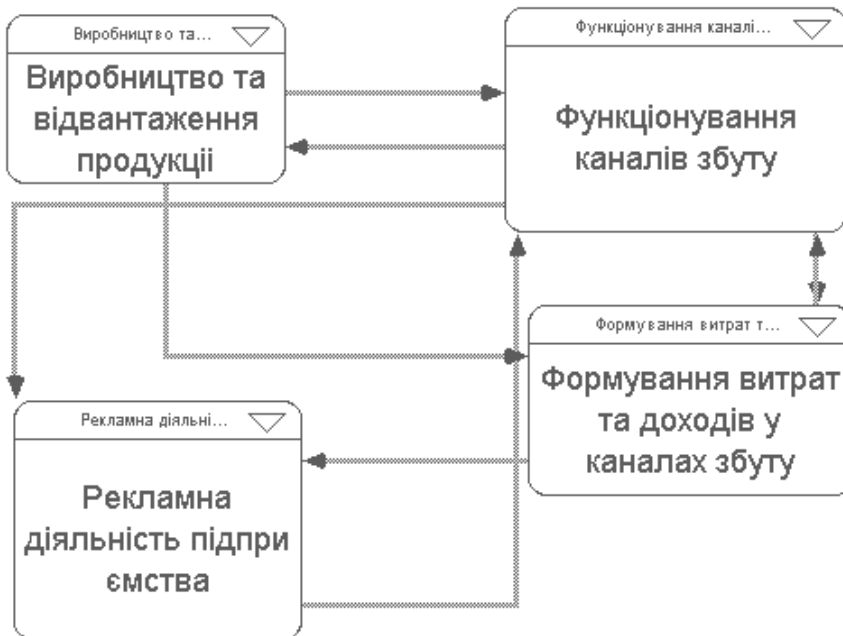 Виробництво та...
Виробництво та
відвантаження
продукціі
Функціонування каналі...
Функціонування
каналів збуту
Формування витрат т...
Формування витрат
та доходів у
каналах збуту
Рекламна діяльні...
Рекламна
діяльність підпри
ємства